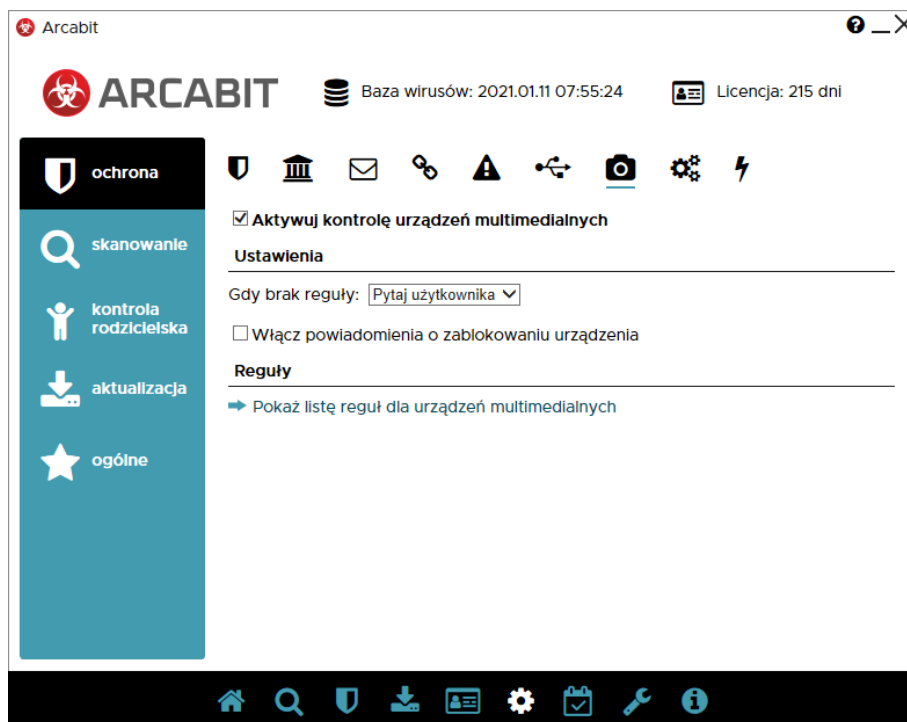 Arcabit
ARCABIT
Baza wirusów: 2021.01.11 07:55:24
Licencja: 215 dni
ochrona
skanowanie
kontrola
rodzicielska
aktualizacja
ogólne
Aktywuj kontrolę urządzeń multimedialnych
Ustawienia
Gdy brak reguły: Pytaj użytkownika
Włącz powiadomienia o zablokowaniu urządzenia
Reguły
Pokaż listę reguł dla urządzeń multimedialnych